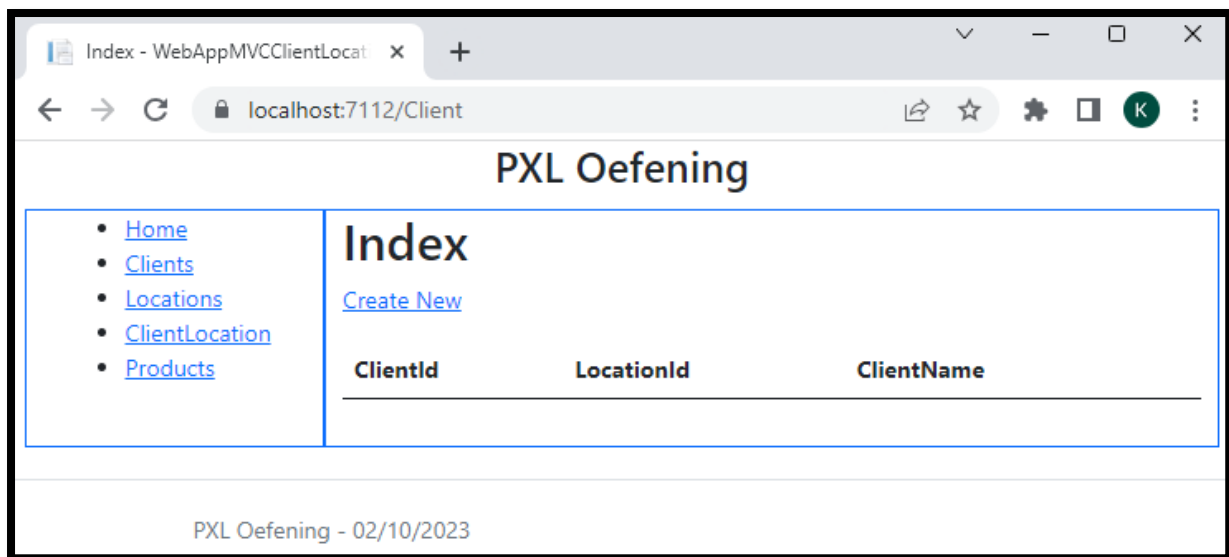 Index - WebAppMVCClientLocat
localhost:7112/Client
K
PXL Oefening
Home
Clients
Locations
ClientLocation
Products
Index
Create New
ClientId LocationId ClientName
PXL Oefening - 02/10/2023